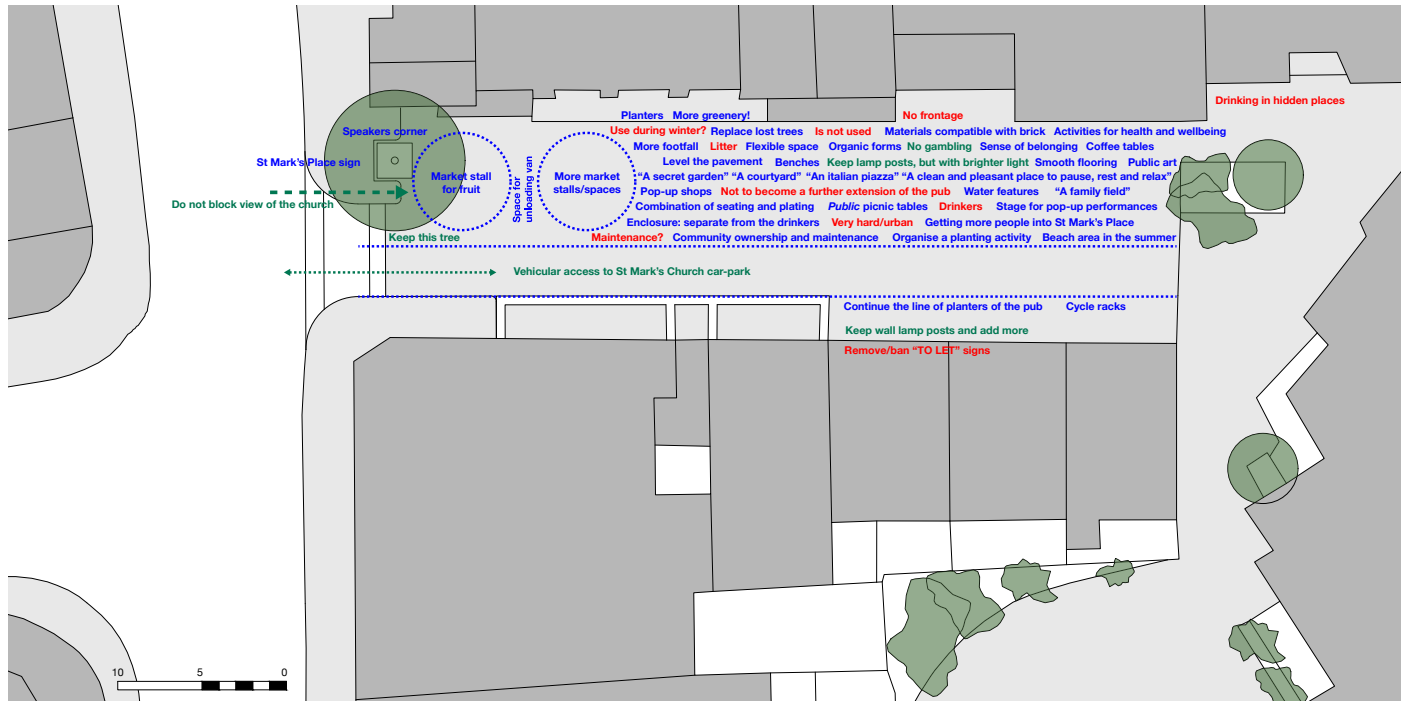 Drinking in hidden places
Planters More greenery! No frontage
Speakers corner
Use during winter? Replace lost trees Is not used Materials compatible with brick Activities for health and wellbeing
More footfall Litter Flexible space Organic forms No gambling Sense of belonging Coffee tables
St Mark's Place sign
Level the pavement Benches Keep lamp posts, but with brighter light Smooth flooring Public art
Market stall
for fruit
Space for
unloading van
More market
stalls/spaces
“A secret garden” “A courtyard” “An italian piazza” “A clean and pleasant place to pause, rest and relax”
Pop-up shops Not to become a further extension of the pub Water features “A family field”
Do not block view of the church
Combination of seating and plating Public picnic tables Drinkers Stage for pop-up performances
Enclosure: separate from the drinkers Very hard/urban Getting more people into St Mark's Place
Keep this tree
Maintenance? Community ownership and maintenance Organise a planting activity Beach area in the summer
Vehicular access to St Mark's Church car-park
Continue the line of planters of the pub Cycle racks
Keep wall lamp posts and add more
Remove/ban “TO LET” signs
10 5 0